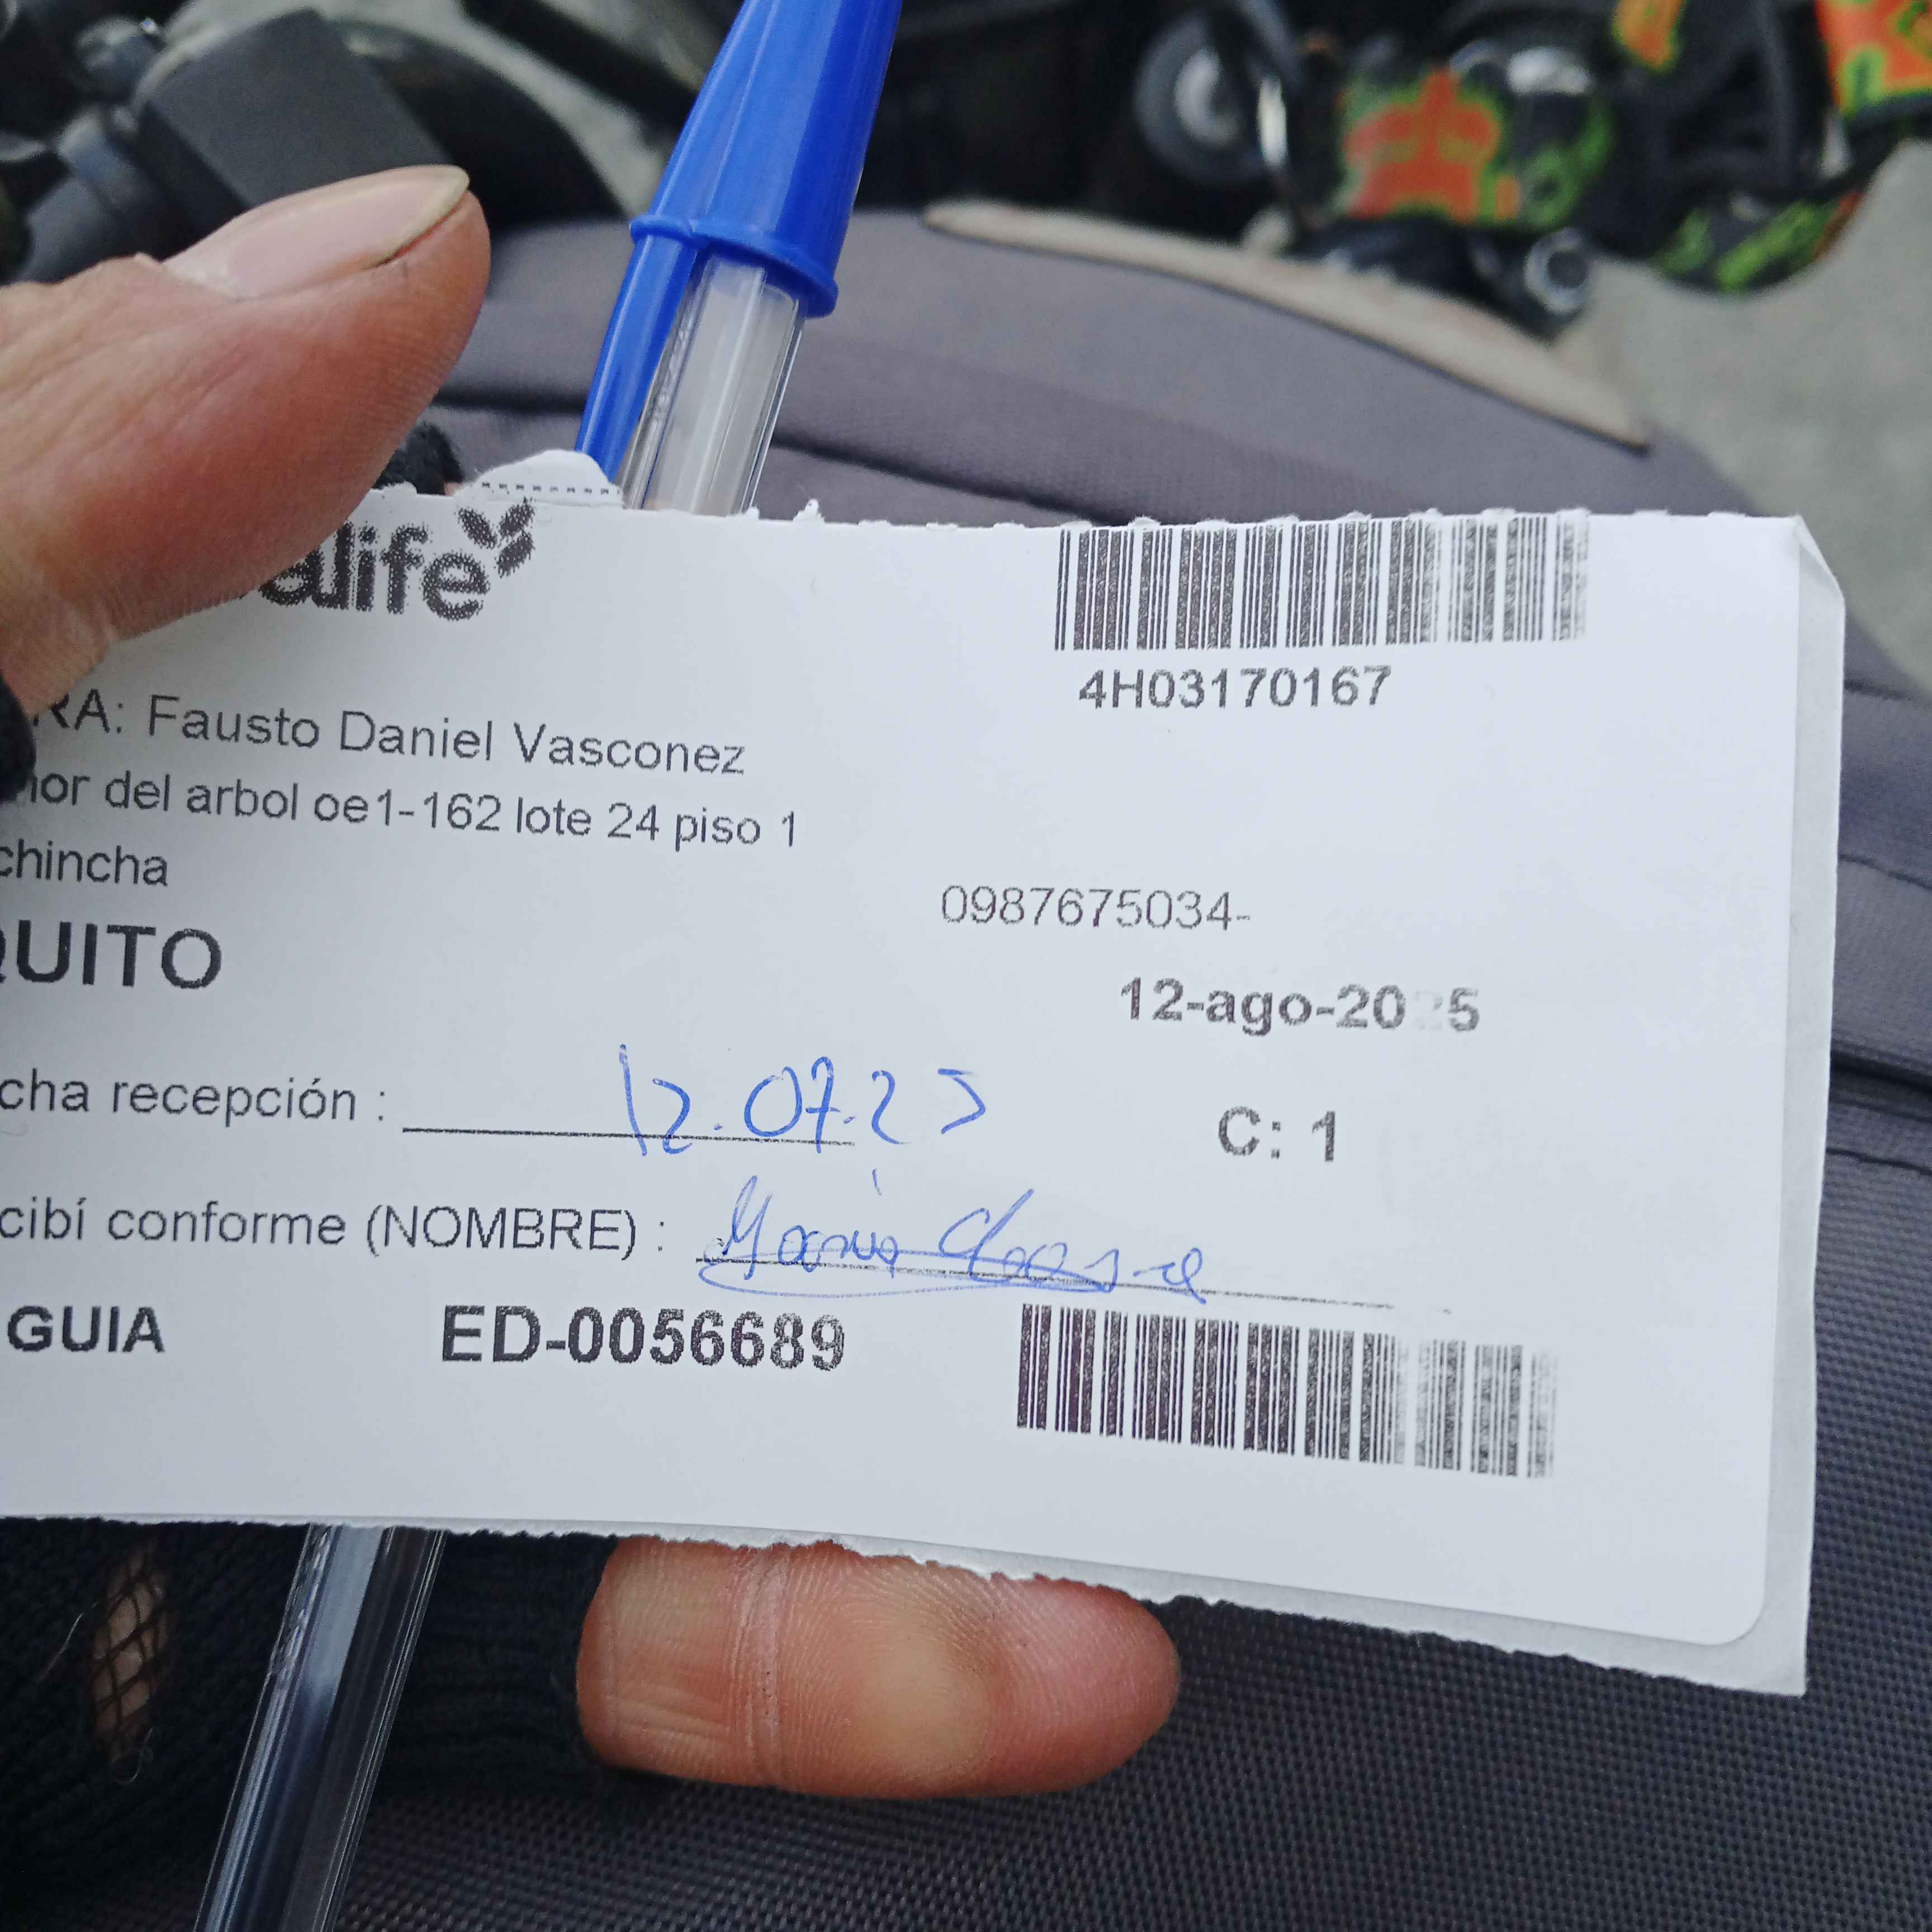 alife
4H03170167
RA: Fausto Daniel Vasconez
or del arbol oe1-162 lote 24 piso 1
chincha
0987675034-
QUITO
12-ago-20 5
cha recepción : 12.07.25
C: 1
cibí conforme (NOMBRE) :
GUIA ED-0056689